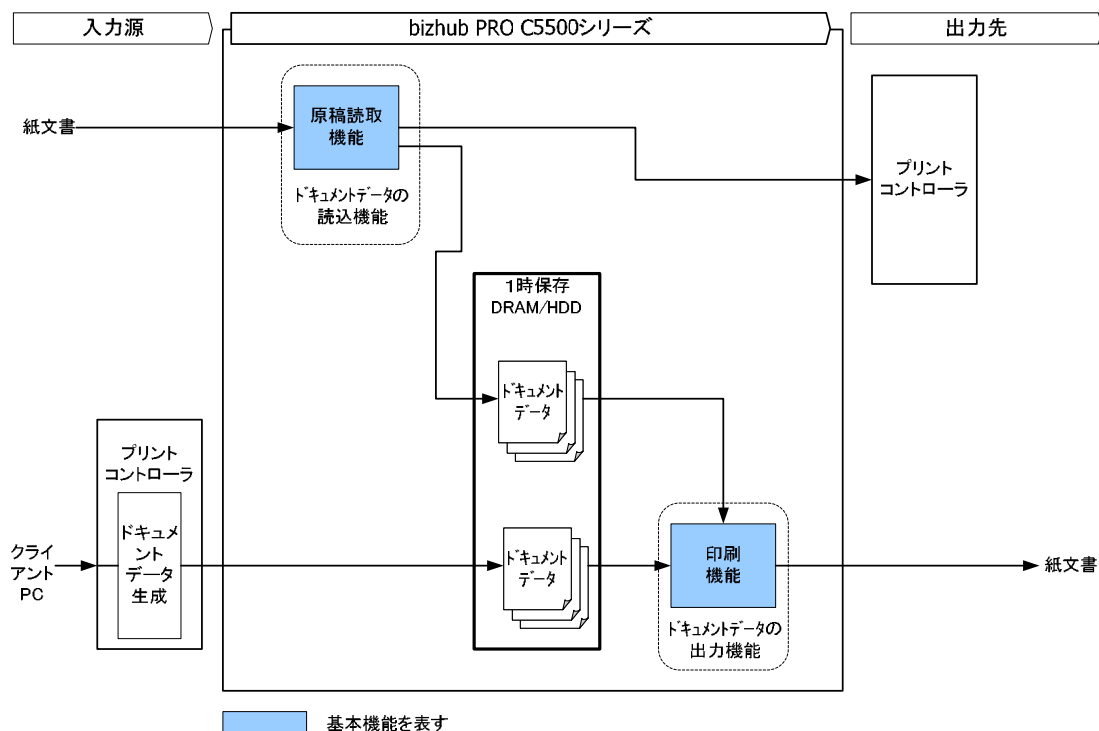 入力源
bizhub PRO C5500シリーズ
出力先
紙文書
原稿読取
機能
ドキュメントデータの
読込機能
プリント
コントローラ
1時保存
DRAM/HDD
ドキュメント
データ
プリント
コントローラ
ドキュメ
ント
データ
生成
クライ
アント
PC
ドキュメント
データ
印刷
機能
ドキュメントデータの
出力機能
紙文書
基本機能を表す